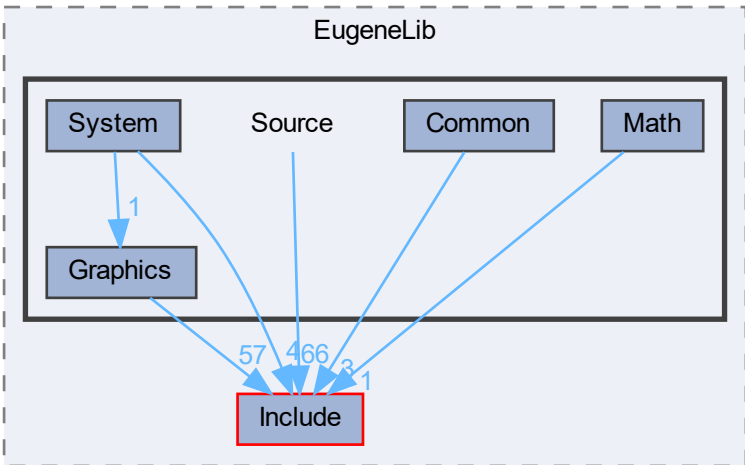 EugeneLib
System
Source
Common
Math
1
Graphics
57
4
66
3
1
Include